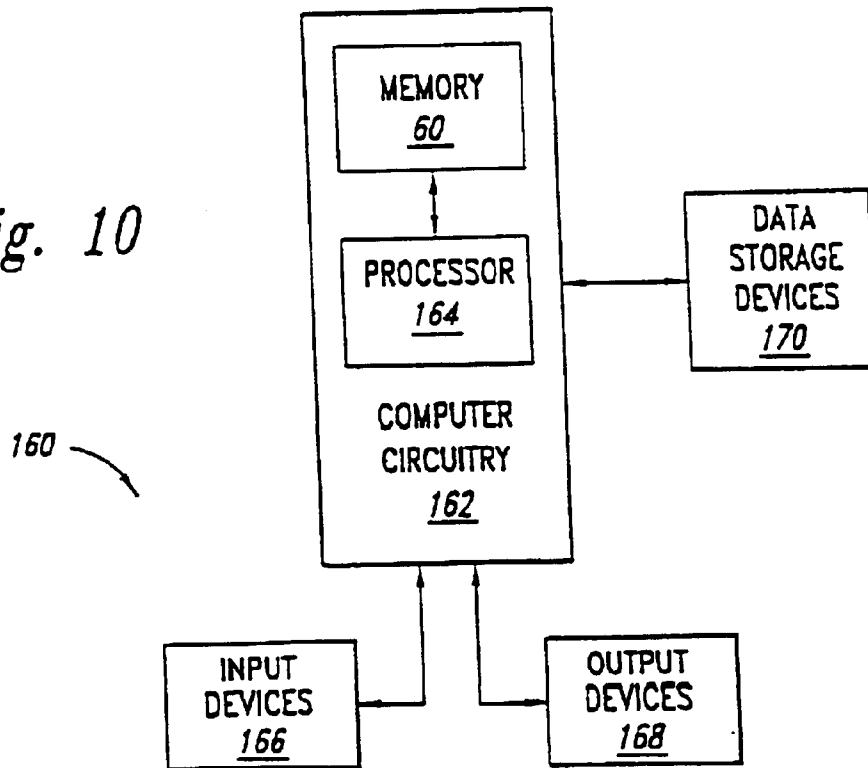 MEMORY
60
ig. 10
PROCESSOR
164
DATA
STORAGE
DEVICES
170
COMPUTER
CIRCUITRY
162
160
INPUT
DEVICES
166
OUTPUT
DEVICES
168